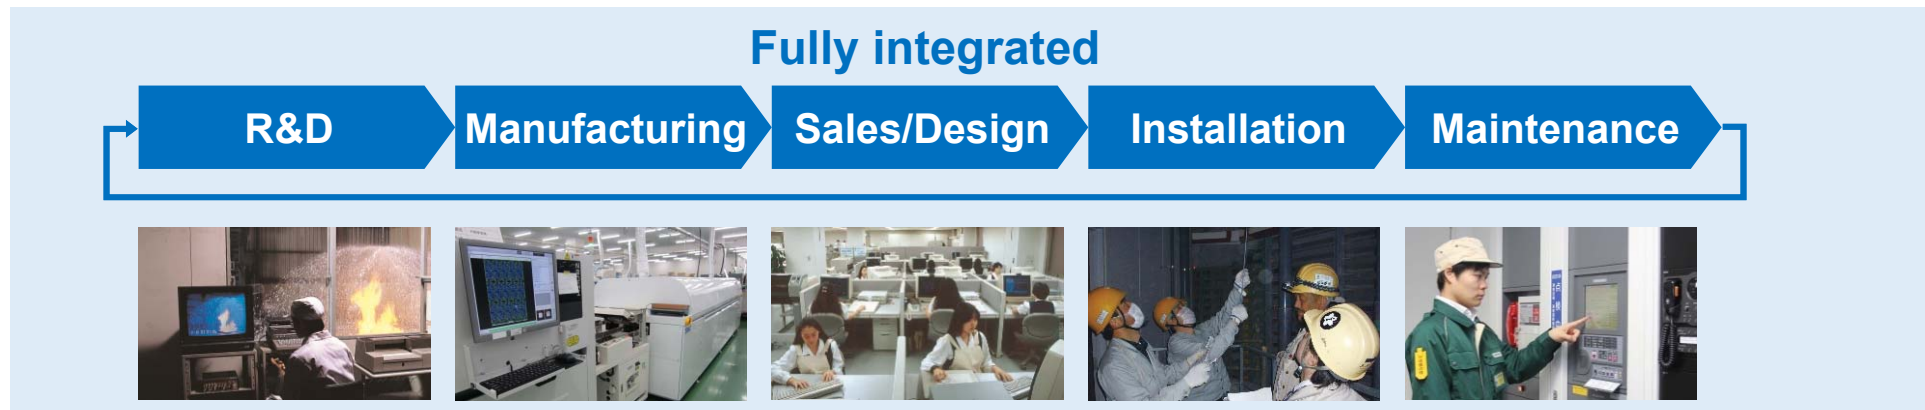 Fully integrated
R&D
Manufacturing
Sales/Design
Installation
Maintenance